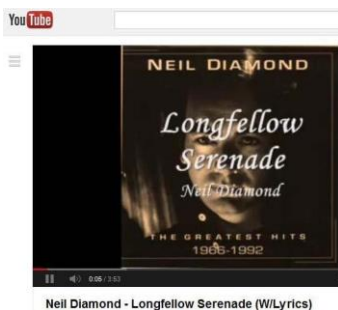 You Tube
NEIL DIAMOND
Longfellow
Serenade
Neil Diamond
THE GREATEST HITS
1966-1992
0:05 / 3:53
Neil Diamond - Longfellow Serenade (W/Lyrics)